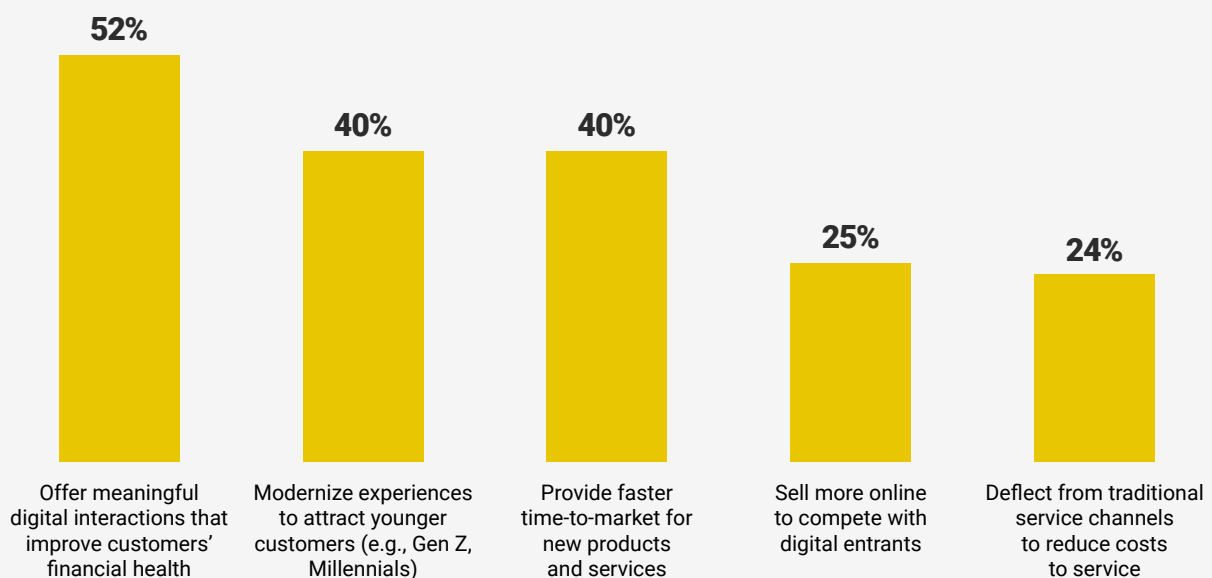 52%
40%
40%
25%
24%
Offer meaningful
digital interactions that
improve customers’
financial health
Modernize experiences
to attract younger
customers (e.g., Gen Z,
Millennials)
Provide faster
time-to-market for
new products
and services
Sell more online
to compete with
digital entrants
Deflect from traditional
service channels
to reduce costs
to service